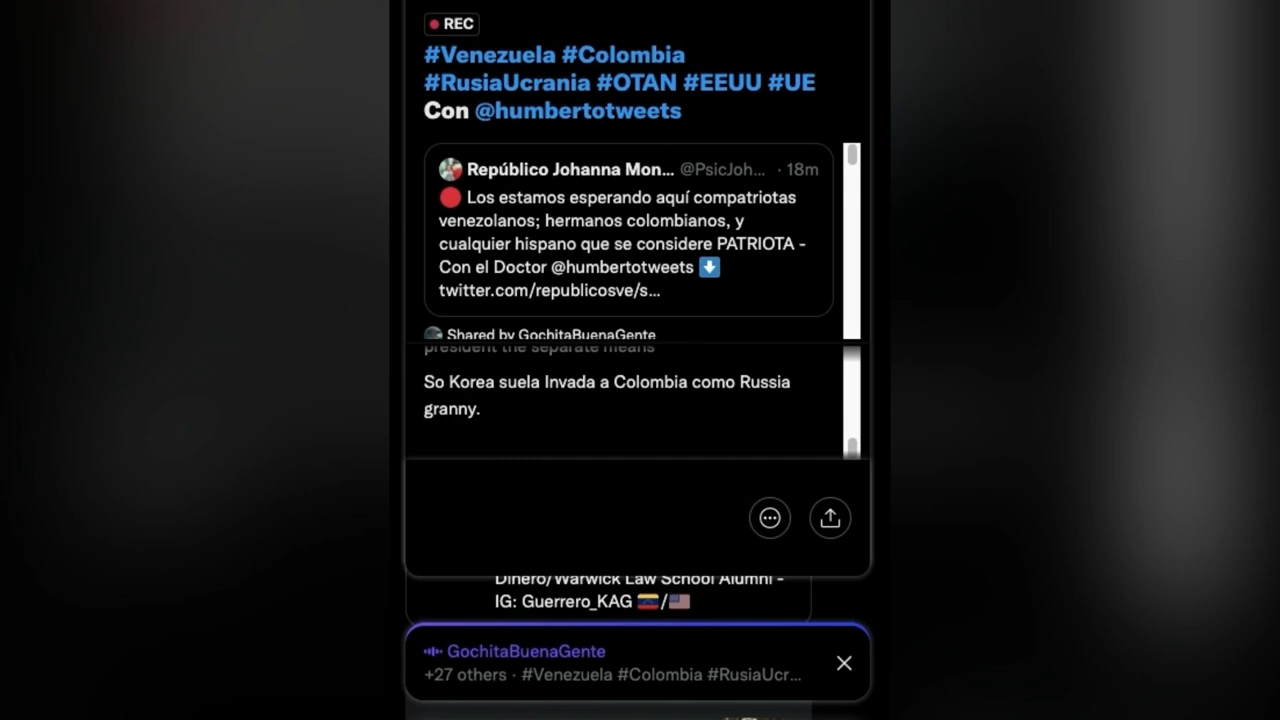 REC
#Venezuela #Colombia
#RusiaUcrania #OTAN #EEUU #UE
Con @humbertotweets
Repúblico Johanna Mon... @PsicJoh... · 18m
🔴 Los estamos esperando aquí compatriotas
venezolanos; hermanos colombianos, y
cualquier hispano que se considere PATRIOTA -
Con el Doctor @humbertotweets ⬇️
twitter.com/republicosve/s...
Shared by GochitaBuenaGente
president the separate means
So Korea suela Invada a Colombia como Russia
granny.
Dinero/Warwick Law School Alumni -
IG: Guerrero_KAG 🇻🇪/🇺🇸
GochitaBuenaGente
+27 others · #Venezuela #Colombia #RusiaUcr...